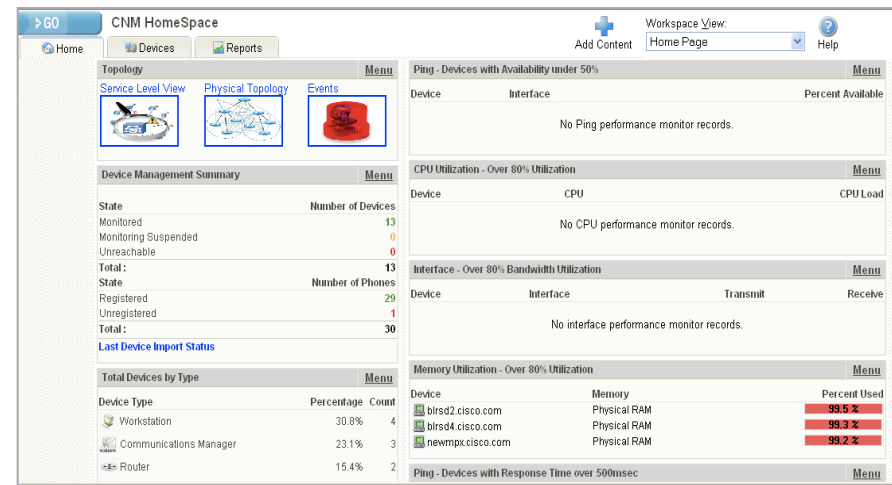 > GO
CNM HomeSpace
Add Content
Workspace View:
Home Page
Help
Home
Devices
Reports
Topology
Menu
Service Level View
Physical Topology
Events
Device Management Summary
Menu
State Number of Devices
Monitored 13
Monitoring Suspended 0
Unreachable 0
Total: 13
State Number of Phones
Registered 29
Unregistered 1
Total: 30
Last Device Import Status
Total Devices by Type
Menu
Device Type Percentage Count
Workstation 30.8% 4
Communications Manager 23.1% 3
Router 15.4% 2
Ping - Devices with Availability under 50%
Menu
Device Interface Percent Available
No Ping performance monitor records.
CPU Utilization - Over 80% Utilization
Menu
Device CPU CPU Load
No CPU performance monitor records.
Interface - Over 80% Bandwidth Utilization
Menu
Device Interface Transmit Receive
No interface performance monitor records.
Memory Utilization - Over 80% Utilization
Menu
Device Memory Percent Used
blrsd2.cisco.com Physical RAM 99.5 %
blrsd4.cisco.com Physical RAM 99.3 %
newmpx.cisco.com Physical RAM 99.2 %
Ping - Devices with Response Time over 500msec
Menu